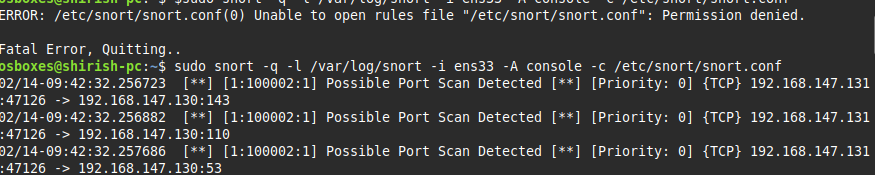 osboxes@shirish-pc:~$ $sudo snort -q -l /var/log/snort -i ens33 -A console -c /etc/snort/snort.conf
ERROR: /etc/snort/snort.conf(0) Unable to open rules file "/etc/snort/snort.conf": Permission denied.
Fatal Error, Quitting..
osboxes@shirish-pc:~$ sudo snort -q -l /var/log/snort -i ens33 -A console -c /etc/snort/snort.conf
02/14-09:42:32.256723 [**] [1:100002:1] Possible Port Scan Detected [**] [Priority: 0] {TCP} 192.168.147.131
:47126 -> 192.168.147.130:143
02/14-09:42:32.256882 [**] [1:100002:1] Possible Port Scan Detected [**] [Priority: 0] {TCP} 192.168.147.131
:47126 -> 192.168.147.130:110
02/14-09:42:32.257686 [**] [1:100002:1] Possible Port Scan Detected [**] [Priority: 0] {TCP} 192.168.147.131
:47126 -> 192.168.147.130:53